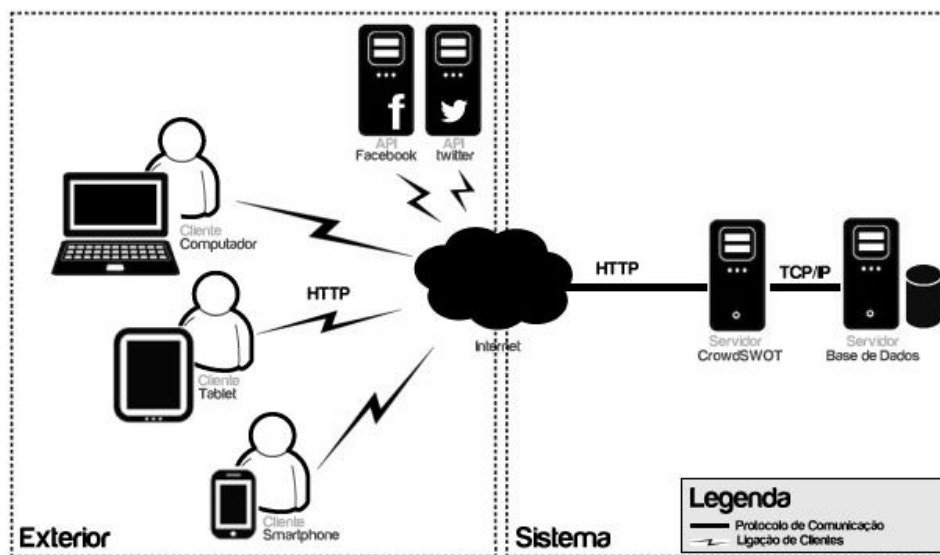 API
Facebook
API
twitter
Cliente
Computador
HTTP
Cliente
Tablet
Cliente
Smartphone
Internet
HTTP
TCP/IP
Servidor
CrowdSWOT
Servidor
Base de Dados
Exterior
Sistema
Legenda
Protocolo de Comunicação
Ligação de Clientes